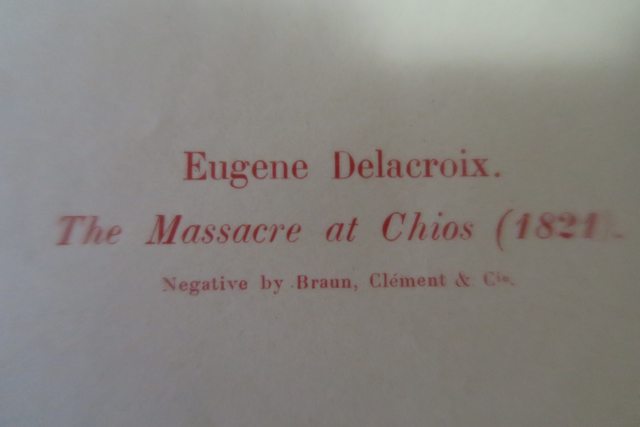 Eugene Delacroix.
The Massacre at Chios (1821).
Negative by Braun, Clément & Cie.